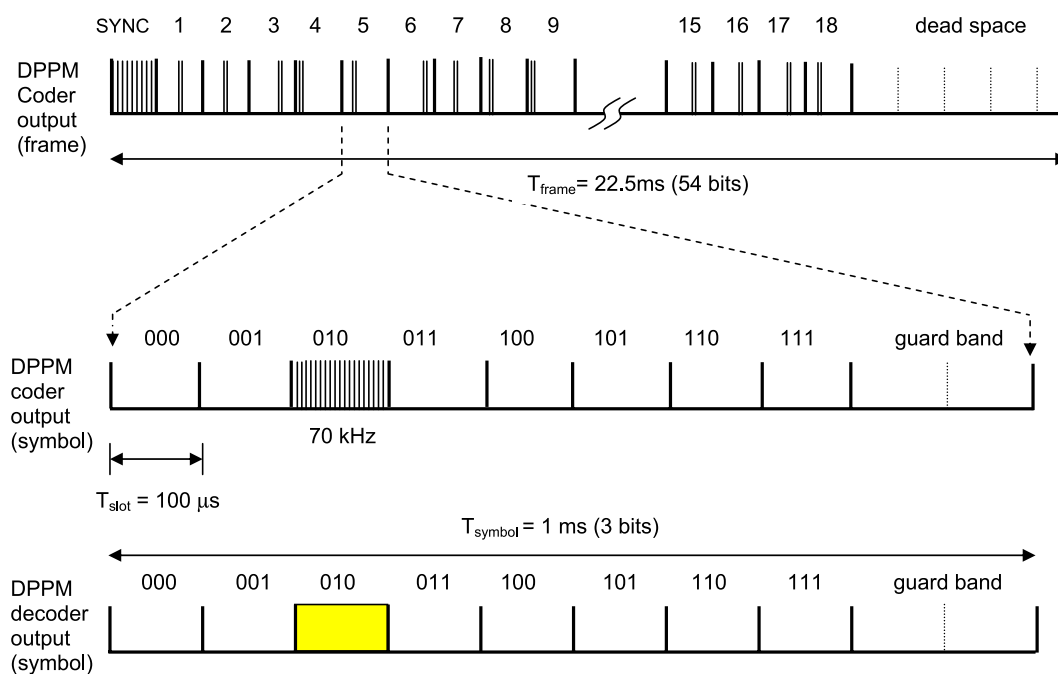 SYNC 1 2 3 4 5 6 7 8 9 15 16 17 18 dead space
DPPM
Coder
output
(frame)
T_frame = 22.5ms (54 bits)
000 001 010 011 100 101 110 111 guard band
DPPM
coder
output
(symbol)
70 kHz
T_slot = 100 μs
T_symbol = 1 ms (3 bits)
000 001 010 011 100 101 110 111 guard band
DPPM
decoder
output
(symbol)